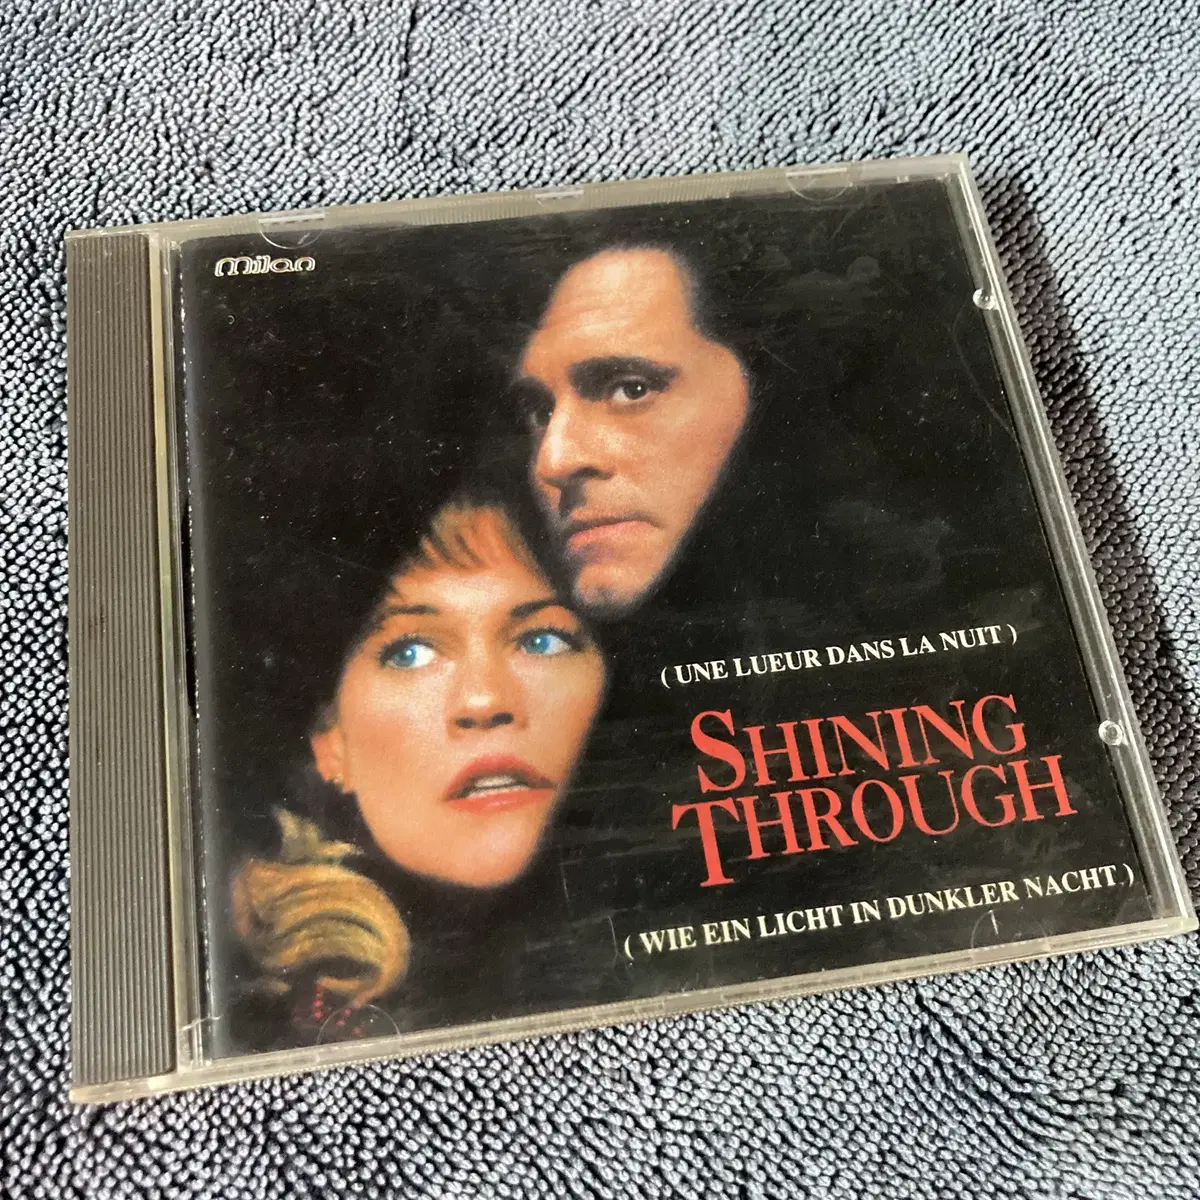 Milan
( UNE LUEUR DANS LA NUIT )
SHINING
THROUGH
( WIE EIN LICHT IN DUNKLER NACHT )